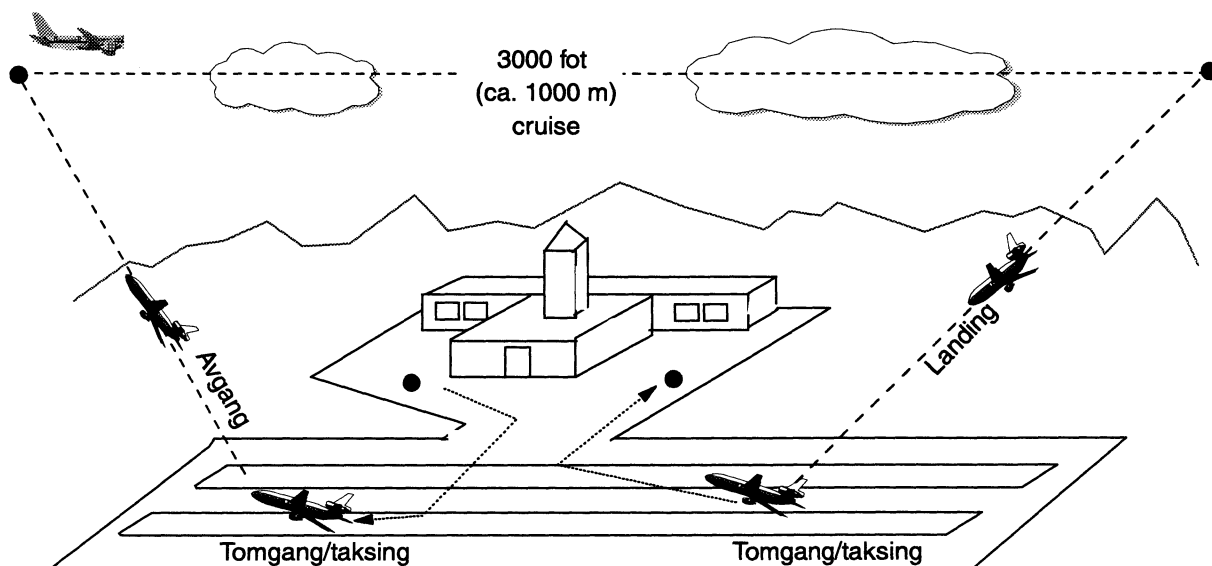 3000 fot
(ca. 1000 m)
cruise
Avgang
Landing
Tomgang/taksing
Tomgang/taksing